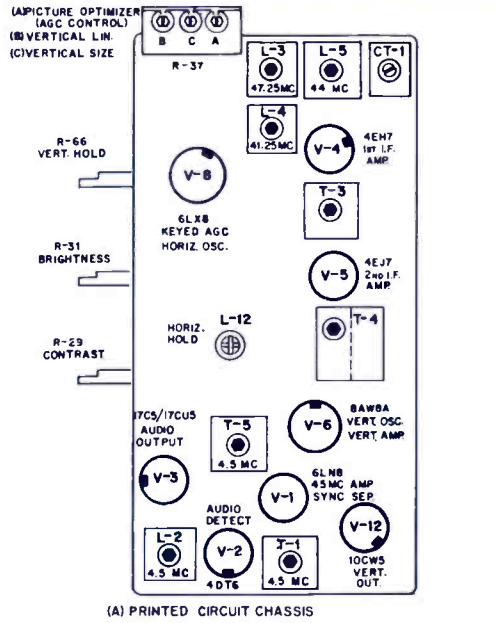 (A)PICTURE OPTIMIZER
(AGC CONTROL)
(B)VERTICAL LIN.
(C)VERTICAL SIZE
B C A
R-37
L-3
47.25MC
L-5
44 MC
CT-1
L-4
41.25MC
R-66
VERT. HOLD
V-8
6LX8
KEYED AGC
HORIZ. OSC.
V-4
4EH7
1ST I.F.
AMP.
T-3
R-31
BRIGHTNESS
V-5
4EJ7
2ND I.F.
AMP.
HORIZ.
HOLD
L-12
T-4
R-29
CONTRAST
17C5/17CU5
AUDIO
OUTPUT
V-3
T-5
4.5 MC
V-6
8AW8A
VERT. OSC.
VERT. AMP.
V-1
6LN8
4.5 MC AMP
SYNC SEP.
AUDIO
DETECT
V-2
4DT6
L-2
4.5 MC
T-1
4.5 MC
V-12
10CW5
VERT.
OUT.
(A) PRINTED CIRCUIT CHASSIS